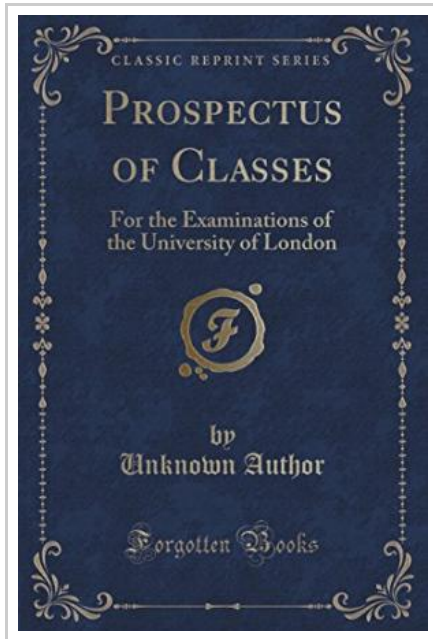 CLASSIC REPRINT SERIES
PROSPECTUS
OF CLASSES
For the Examinations of
the University of London
F
by
Unknown Author
Forgotten Books